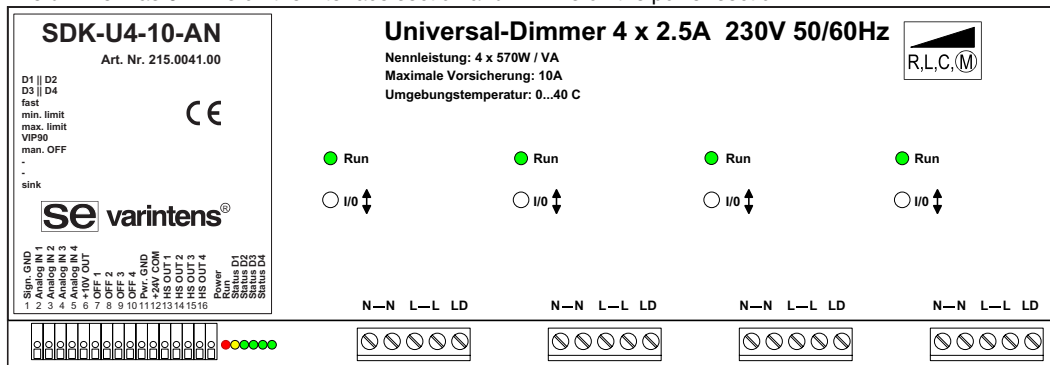 SDK-U4-10-AN
Art. Nr. 215.0041.00
D1 || D2
D3 || D4
fast
min. limit
max. limit
VIP90
man. OFF
-
-
sink
CE
se varintens®
Sign. GND
Analog IN 1
Analog IN 2
Analog IN 3
Analog IN 4
+10V OUT
OFF 1
OFF 2
OFF 3
OFF 4
Pwr. GND
+24V COM
HS OUT 1
HS OUT 2
HS OUT 3
HS OUT 4
Power
Run
Status D1
Status D2
Status D3
Status D4
1 2 3 4 5 6 7 8 9 10 11 12 13 14 15 16
Universal-Dimmer 4 x 2.5A 230V 50/60Hz
Nennleistung: 4 x 570W / VA
Maximale Vorsicherung: 10A
Umgebungstemperatur: 0...40 C
R,L,C,M
Run Run Run Run
I/0 I/0 I/0 I/0
N—N L—L LD N—N L—L LD N—N L—L LD N—N L—L LD